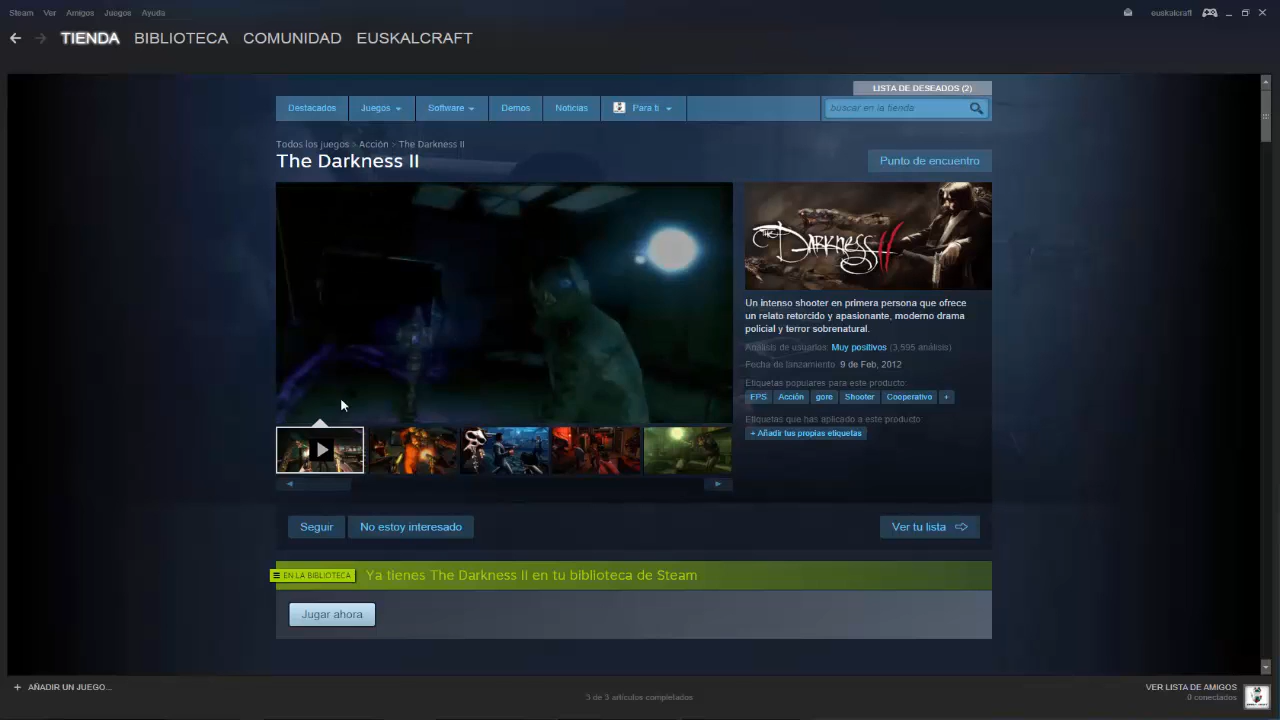 Steam Ver Amigos Juegos Ayuda
euskalcraft
TIENDA BIBLIOTECA COMUNIDAD EUSKALCRAFT
LISTA DE DESEADOS (2)
Destacados Juegos Software Demos Noticias Para ti
buscar en la tienda
Todos los juegos > Acción > The Darkness II
The Darkness II
Punto de encuentro
THE DARKNESS II
Un intenso shooter en primera persona que ofrece
un relato retorcido y apasionante, moderno drama
policial y terror sobrenatural.
Análisis de usuarios: Muy positivos (3,595 análisis)
Fecha de lanzamiento: 9 de Feb, 2012
Etiquetas populares para este producto:
FPS Acción gore Shooter Cooperativo +
Etiquetas que has aplicado a este producto:
+ Añadir tus propias etiquetas
Seguir No estoy interesado Ver tu lista
EN LA BIBLIOTECA Ya tienes The Darkness II en tu biblioteca de Steam
Jugar ahora
+ AÑADIR UN JUEGO...
3 de 3 artículos completados
VER LISTA DE AMIGOS
0 conectados